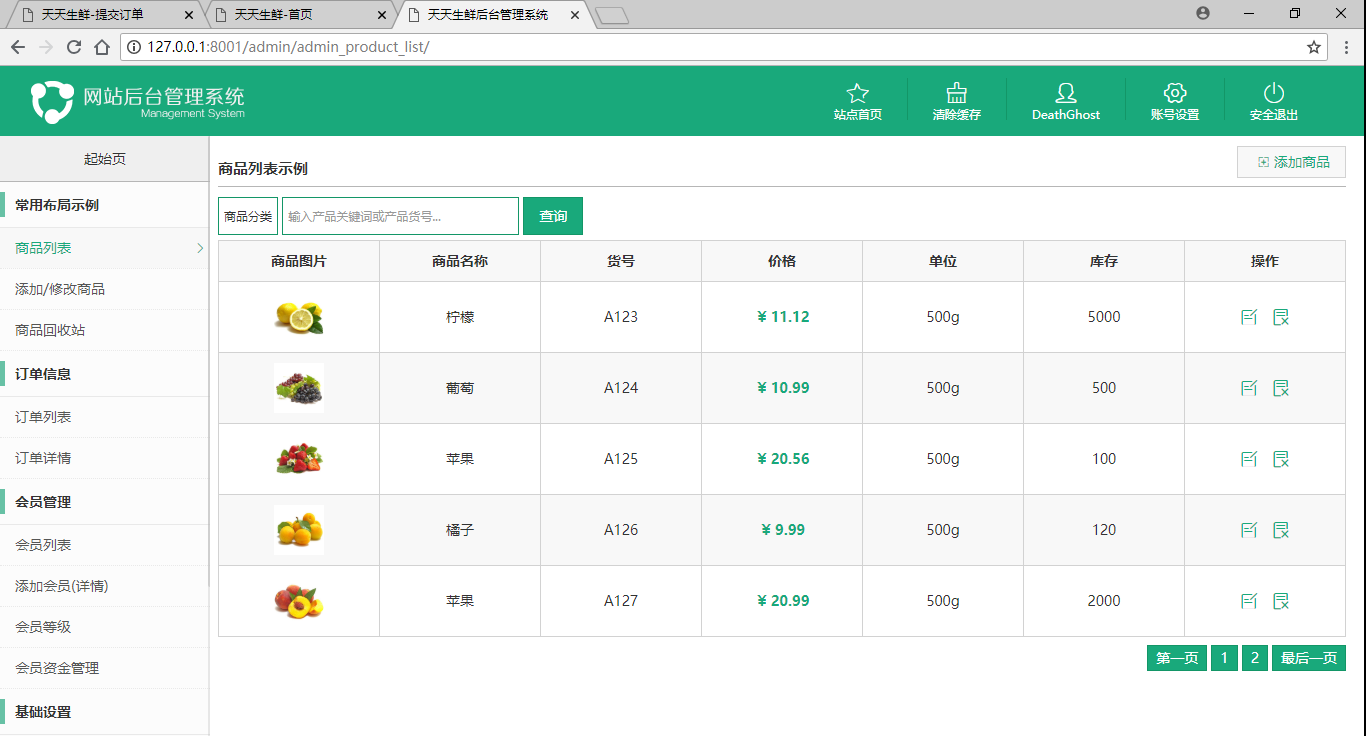 天天生鲜-提交订单 天天生鲜-首页 天天生鲜后台管理系统
127.0.0.1:8001/admin/admin_product_list/
网站后台管理系统
Management System
站点首页 清除缓存 DeathGhost 账号设置 安全退出
起始页
常用布局示例
商品列表
添加/修改商品
商品回收站
订单信息
订单列表
订单详情
会员管理
会员列表
添加会员(详情)
会员等级
会员资金管理
基础设置
商品列表示例
添加商品
商品分类 输入产品关键词或产品货号... 查询
商品图片 商品名称 货号 价格 单位 库存 操作
柠檬 A123 ¥ 11.12 500g 5000
葡萄 A124 ¥ 10.99 500g 500
苹果 A125 ¥ 20.56 500g 100
橘子 A126 ¥ 9.99 500g 120
苹果 A127 ¥ 20.99 500g 2000
第一页 1 2 最后一页